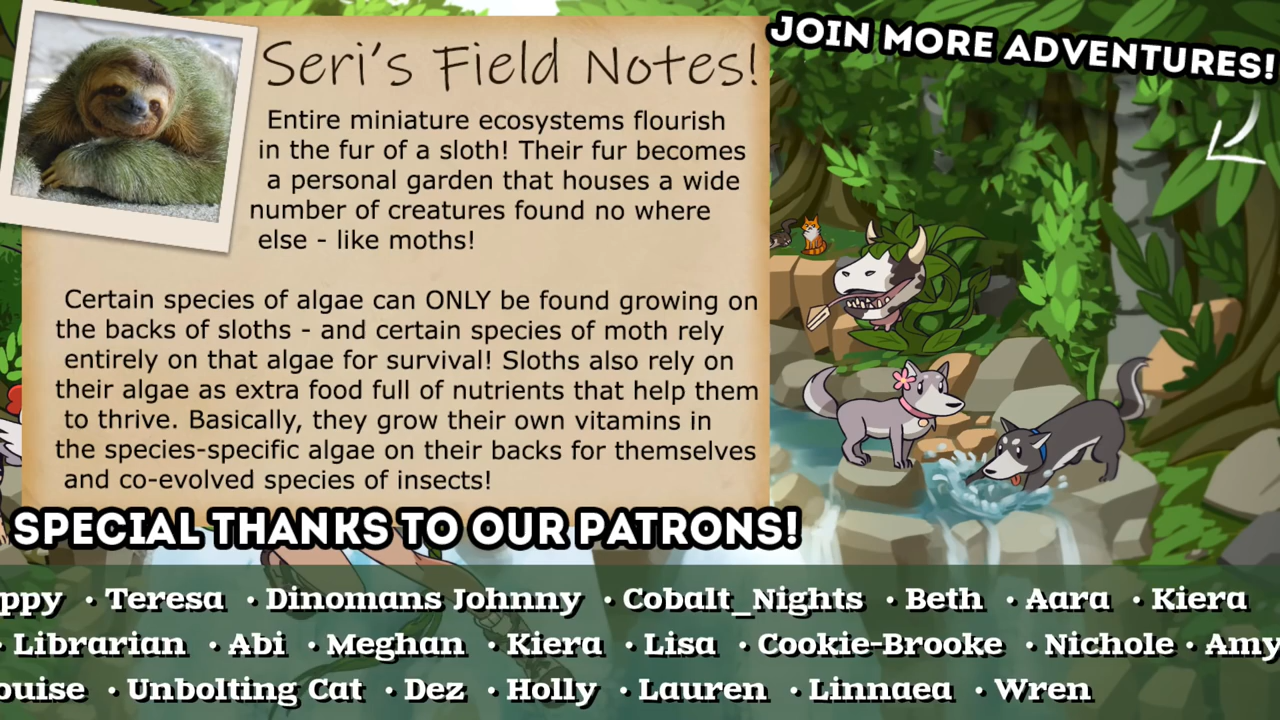 Seri's Field Notes!
JOIN MORE ADVENTURES!
Entire miniature ecosystems flourish
in the fur of a sloth! Their fur becomes
a personal garden that houses a wide
number of creatures found no where
else - like moths!
Certain species of algae can ONLY be found growing on
the backs of sloths - and certain species of moth rely
entirely on that algae for survival! Sloths also rely on
their algae as extra food full of nutrients that help them
to thrive. Basically, they grow their own vitamins in
the species-specific algae on their backs for themselves
and co-evolved species of insects!
SPECIAL THANKS TO OUR PATRONS!
ppy • Teresa • Dinomans Johnny • Cobalt_Nights • Beth • Aara • Kiera
• Librarian • Abi • Meghan • Kiera • Lisa • Cookie-Brooke • Nichole • Amy
ouise • Unbolting Cat • Dez • Holly • Lauren • Linnaea • Wren